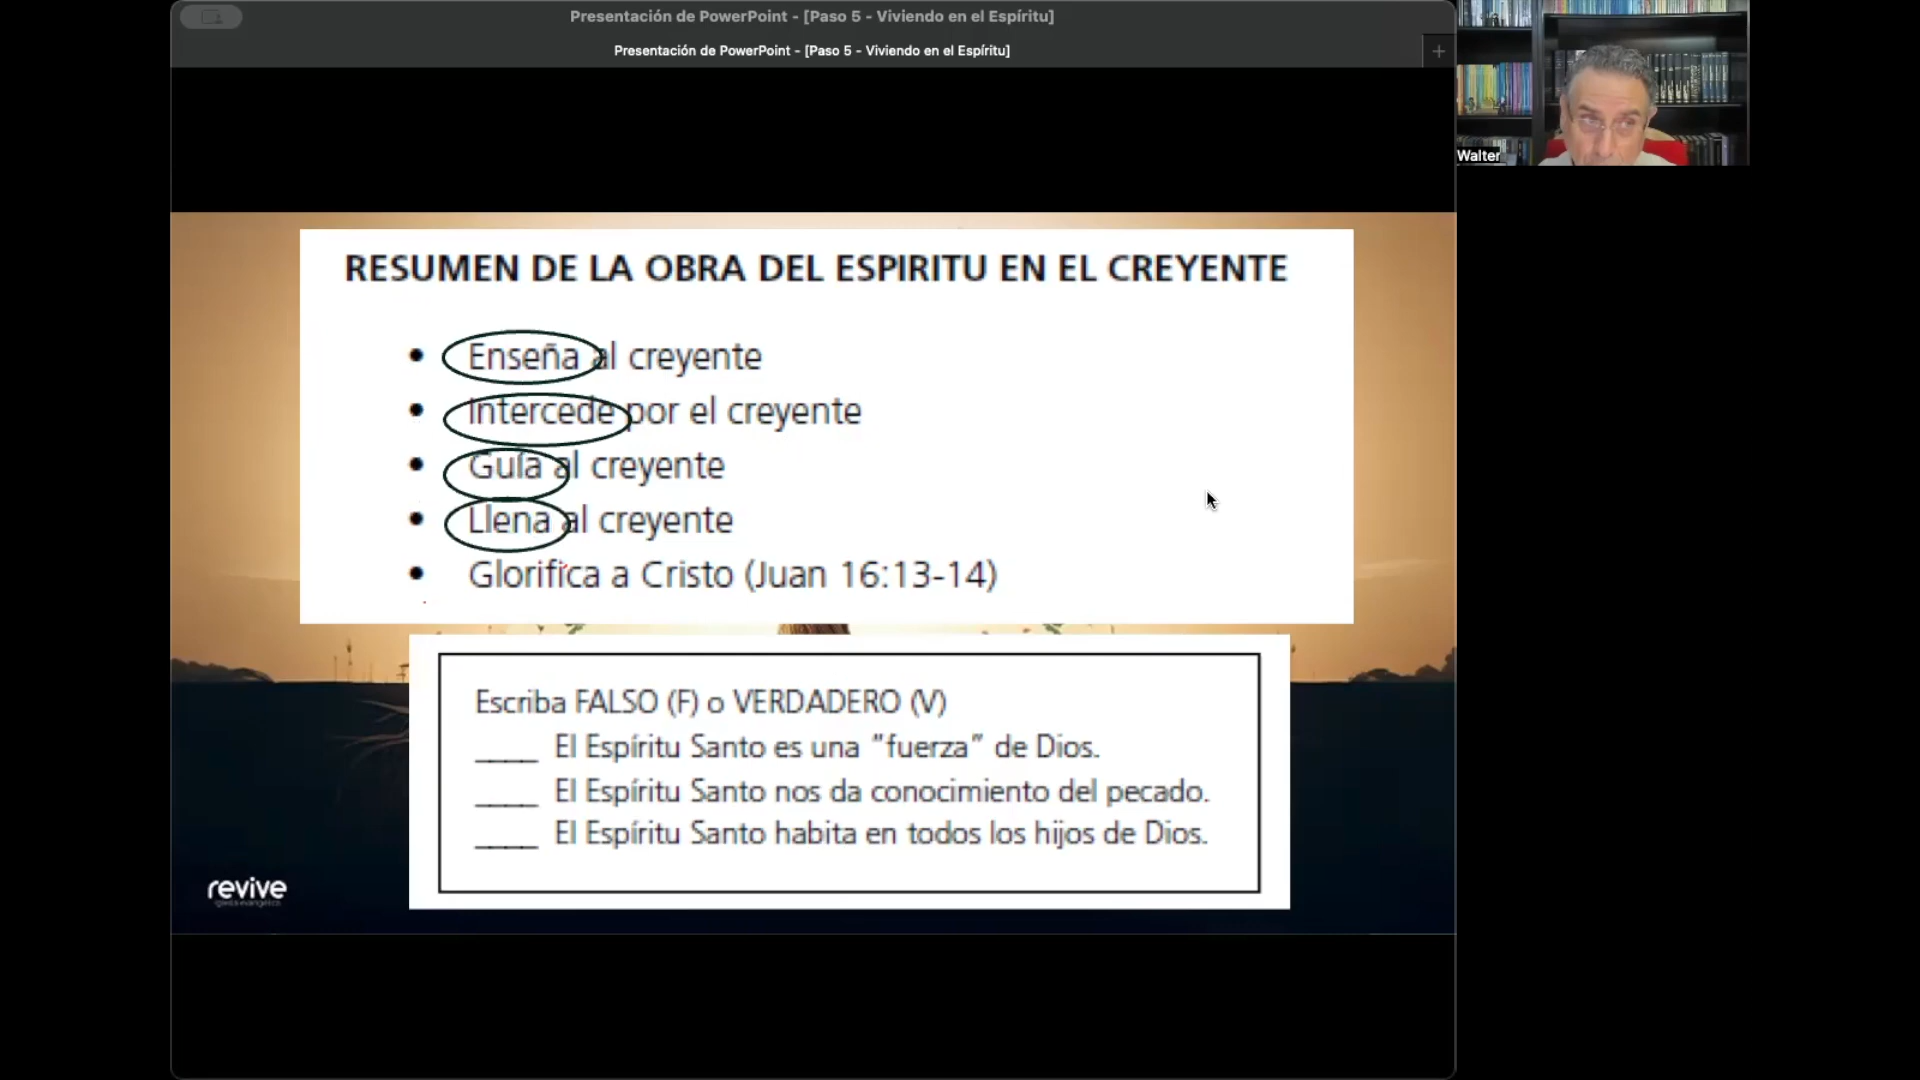 Presentación de PowerPoint - [Paso 5 - Viviendo en el Espíritu]
Presentación de PowerPoint - [Paso 5 - Viviendo en el Espíritu]
Walter
RESUMEN DE LA OBRA DEL ESPIRITU EN EL CREYENTE
• Enseña al creyente
• Intercede por el creyente
• Guía al creyente
• Llena al creyente
• Glorifica a Cristo (Juan 16:13-14)
Escriba FALSO (F) o VERDADERO (V)
____ El Espíritu Santo es una “fuerza” de Dios.
____ El Espíritu Santo nos da conocimiento del pecado.
____ El Espíritu Santo habita en todos los hijos de Dios.
revive
iglesia evangélica